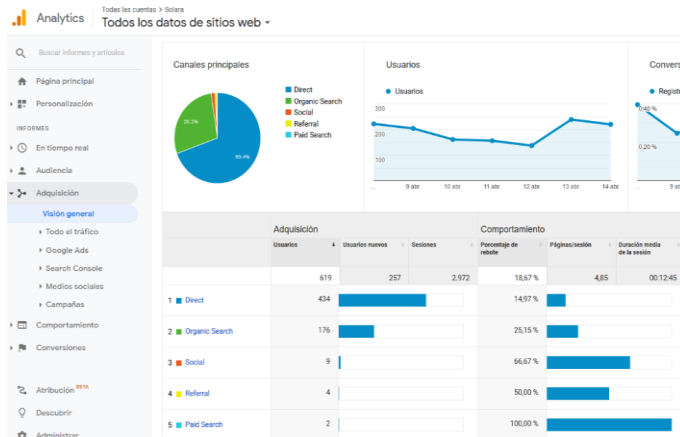 Todas las cuentas > Solara
Analytics
Todos los datos de sitios web
Buscar informes y artículos
Página principal
Personalización
INFORMES
En tiempo real
Audiencia
Adquisición
Visión general
Todo el tráfico
Google Ads
Search Console
Medios sociales
Campañas
Comportamiento
Conversiones
Atribución BETA
Descubrir
Administrar
Canales principales
Direct
Organic Search
Social
Referral
Paid Search
69.4%
Usuarios
Usuarios
300
200
100
...
9 abr.
10 abr.
11 abr.
12 abr.
13 abr.
14 abr.
Convers
Registr
0,40 %
0,20 %
...
9 abr
Adquisición
Comportamiento
Usuarios
Usuarios nuevos
Sesiones
Porcentaje de rebote
Páginas/sesión
Duración media de la sesión
619
257
2.972
18,67 %
4,85
00:12:45
1 Direct 434 14,97 %
2 Organic Search 176 25,15 %
3 Social 9 66,67 %
4 Referral 4 50,00 %
5 Paid Search 2 100,00 %